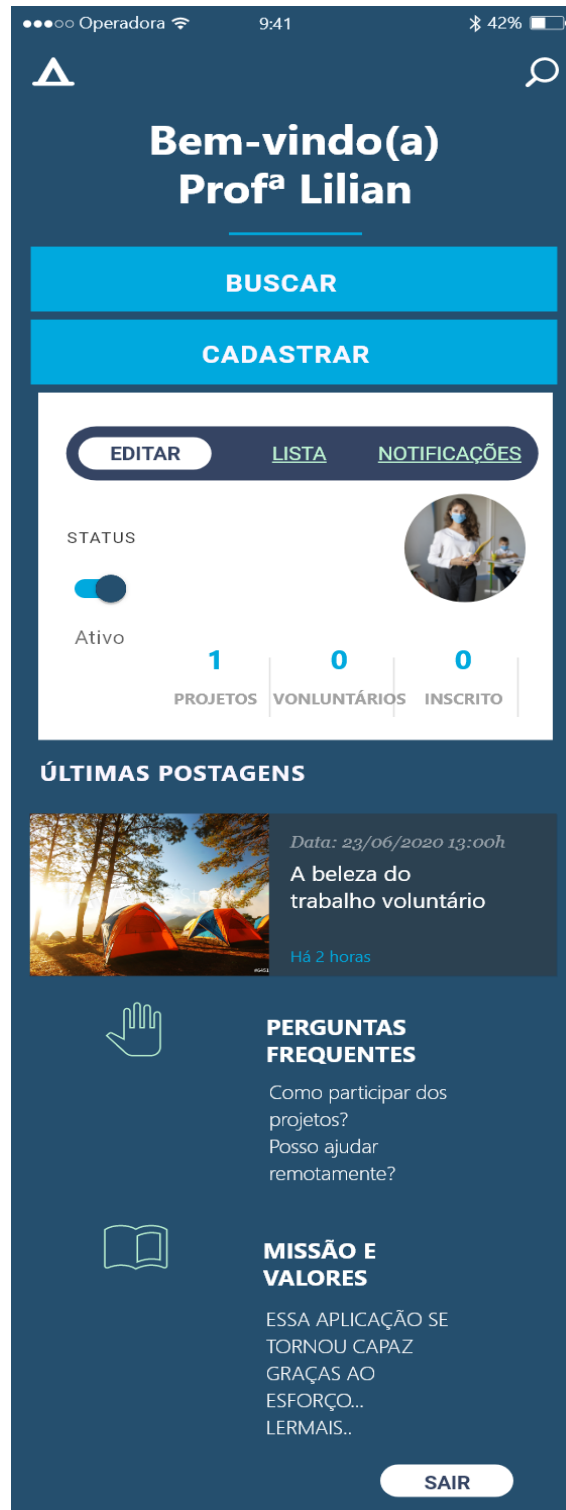 Operadora 9:41 42%
Bem-vindo(a)
Profª Lilian
BUSCAR
CADASTRAR
EDITAR LISTA NOTIFICAÇÕES
STATUS
Ativo
1 0 0
PROJETOS VONLUNTÁRIOS INSCRITO
ÚLTIMAS POSTAGENS
Data: 23/06/2020 13:00h
A beleza do
trabalho voluntário
Há 2 horas
PERGUNTAS
FREQUENTES
Como participar dos
projetos?
Posso ajudar
remotamente?
MISSÃO E
VALORES
ESSA APLICAÇÃO SE
TORNOU CAPAZ
GRAÇAS AO
ESFORÇO...
LERMAIS..
SAIR